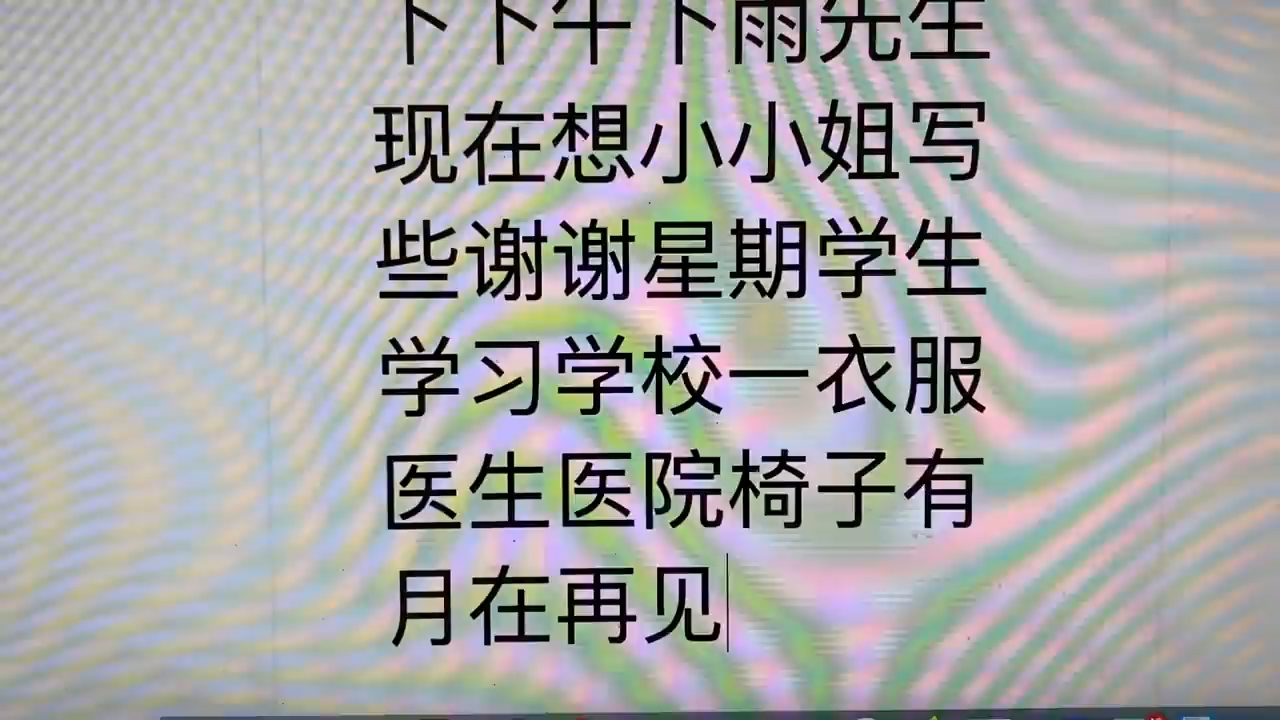 下下午下雨先生
现在想小小姐写
些谢谢星期学生
学习学校一衣服
医生医院椅子有
月在再见